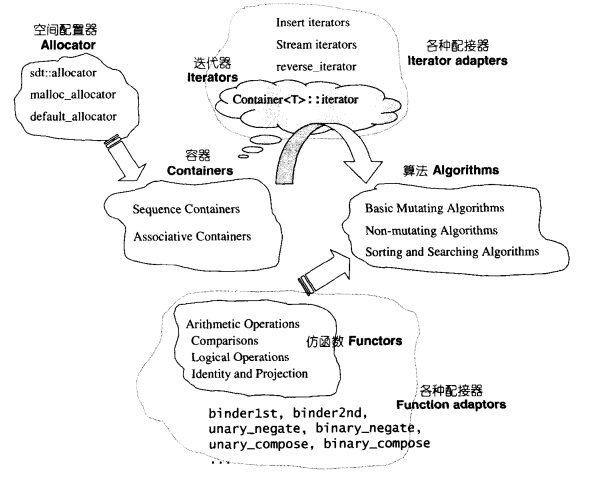 空间配置器
Allocator
sdt::allocator
malloc_allocator
default_allocator
Insert iterators
Stream iterators
reverse_iterator
迭代器
Iterators
Container<T>::iterator
各种配接器
Iterator adapters
容器
Containers
Sequence Containers
Associative Containers
算法 Algorithms
Basic Mutating Algorithms
Non-mutating Algorithms
Sorting and Searching Algorithms
Arithmetic Operations
Comparisons
Logical Operations
Identity and Projection
仿函数 Functors
各种配接器
Function adaptors
binder1st, binder2nd,
unary_negate, binary_negate,
unary_compose, binary_compose
...